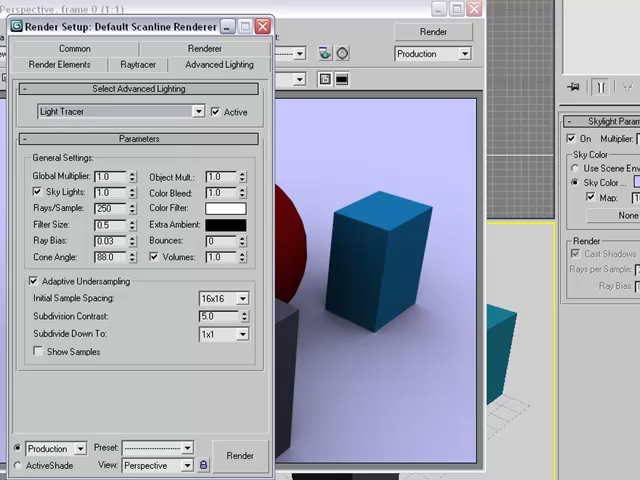 Perspective, frame 0 (1:1)
Render Setup: Default Scanline Renderer
Common Renderer
Render Elements Raytracer Advanced Lighting
Render
Production
- Select Advanced Lighting
Light Tracer Active
- Parameters
General Settings:
Global Multiplier: 1.0 Object Mult.: 1.0
Sky Lights: 1.0 Color Bleed: 1.0
Rays/Sample: 250 Color Filter:
Filter Size: 0.5 Extra Ambient:
Ray Bias: 0.03 Bounces: 0
Cone Angle: 88.0 Volumes: 1.0
Adaptive Undersampling
Initial Sample Spacing: 16x16
Subdivision Contrast: 5.0
Subdivide Down To: 1x1
Show Samples
Production Preset: --------------------
ActiveShade View: Perspective
Render
- Skylight Param
On Multiplier:
Sky Color
Use Scene Env
Sky Color...
Map:
None
Render
Cast Shadows
Rays per Sample:
Ray Bias: